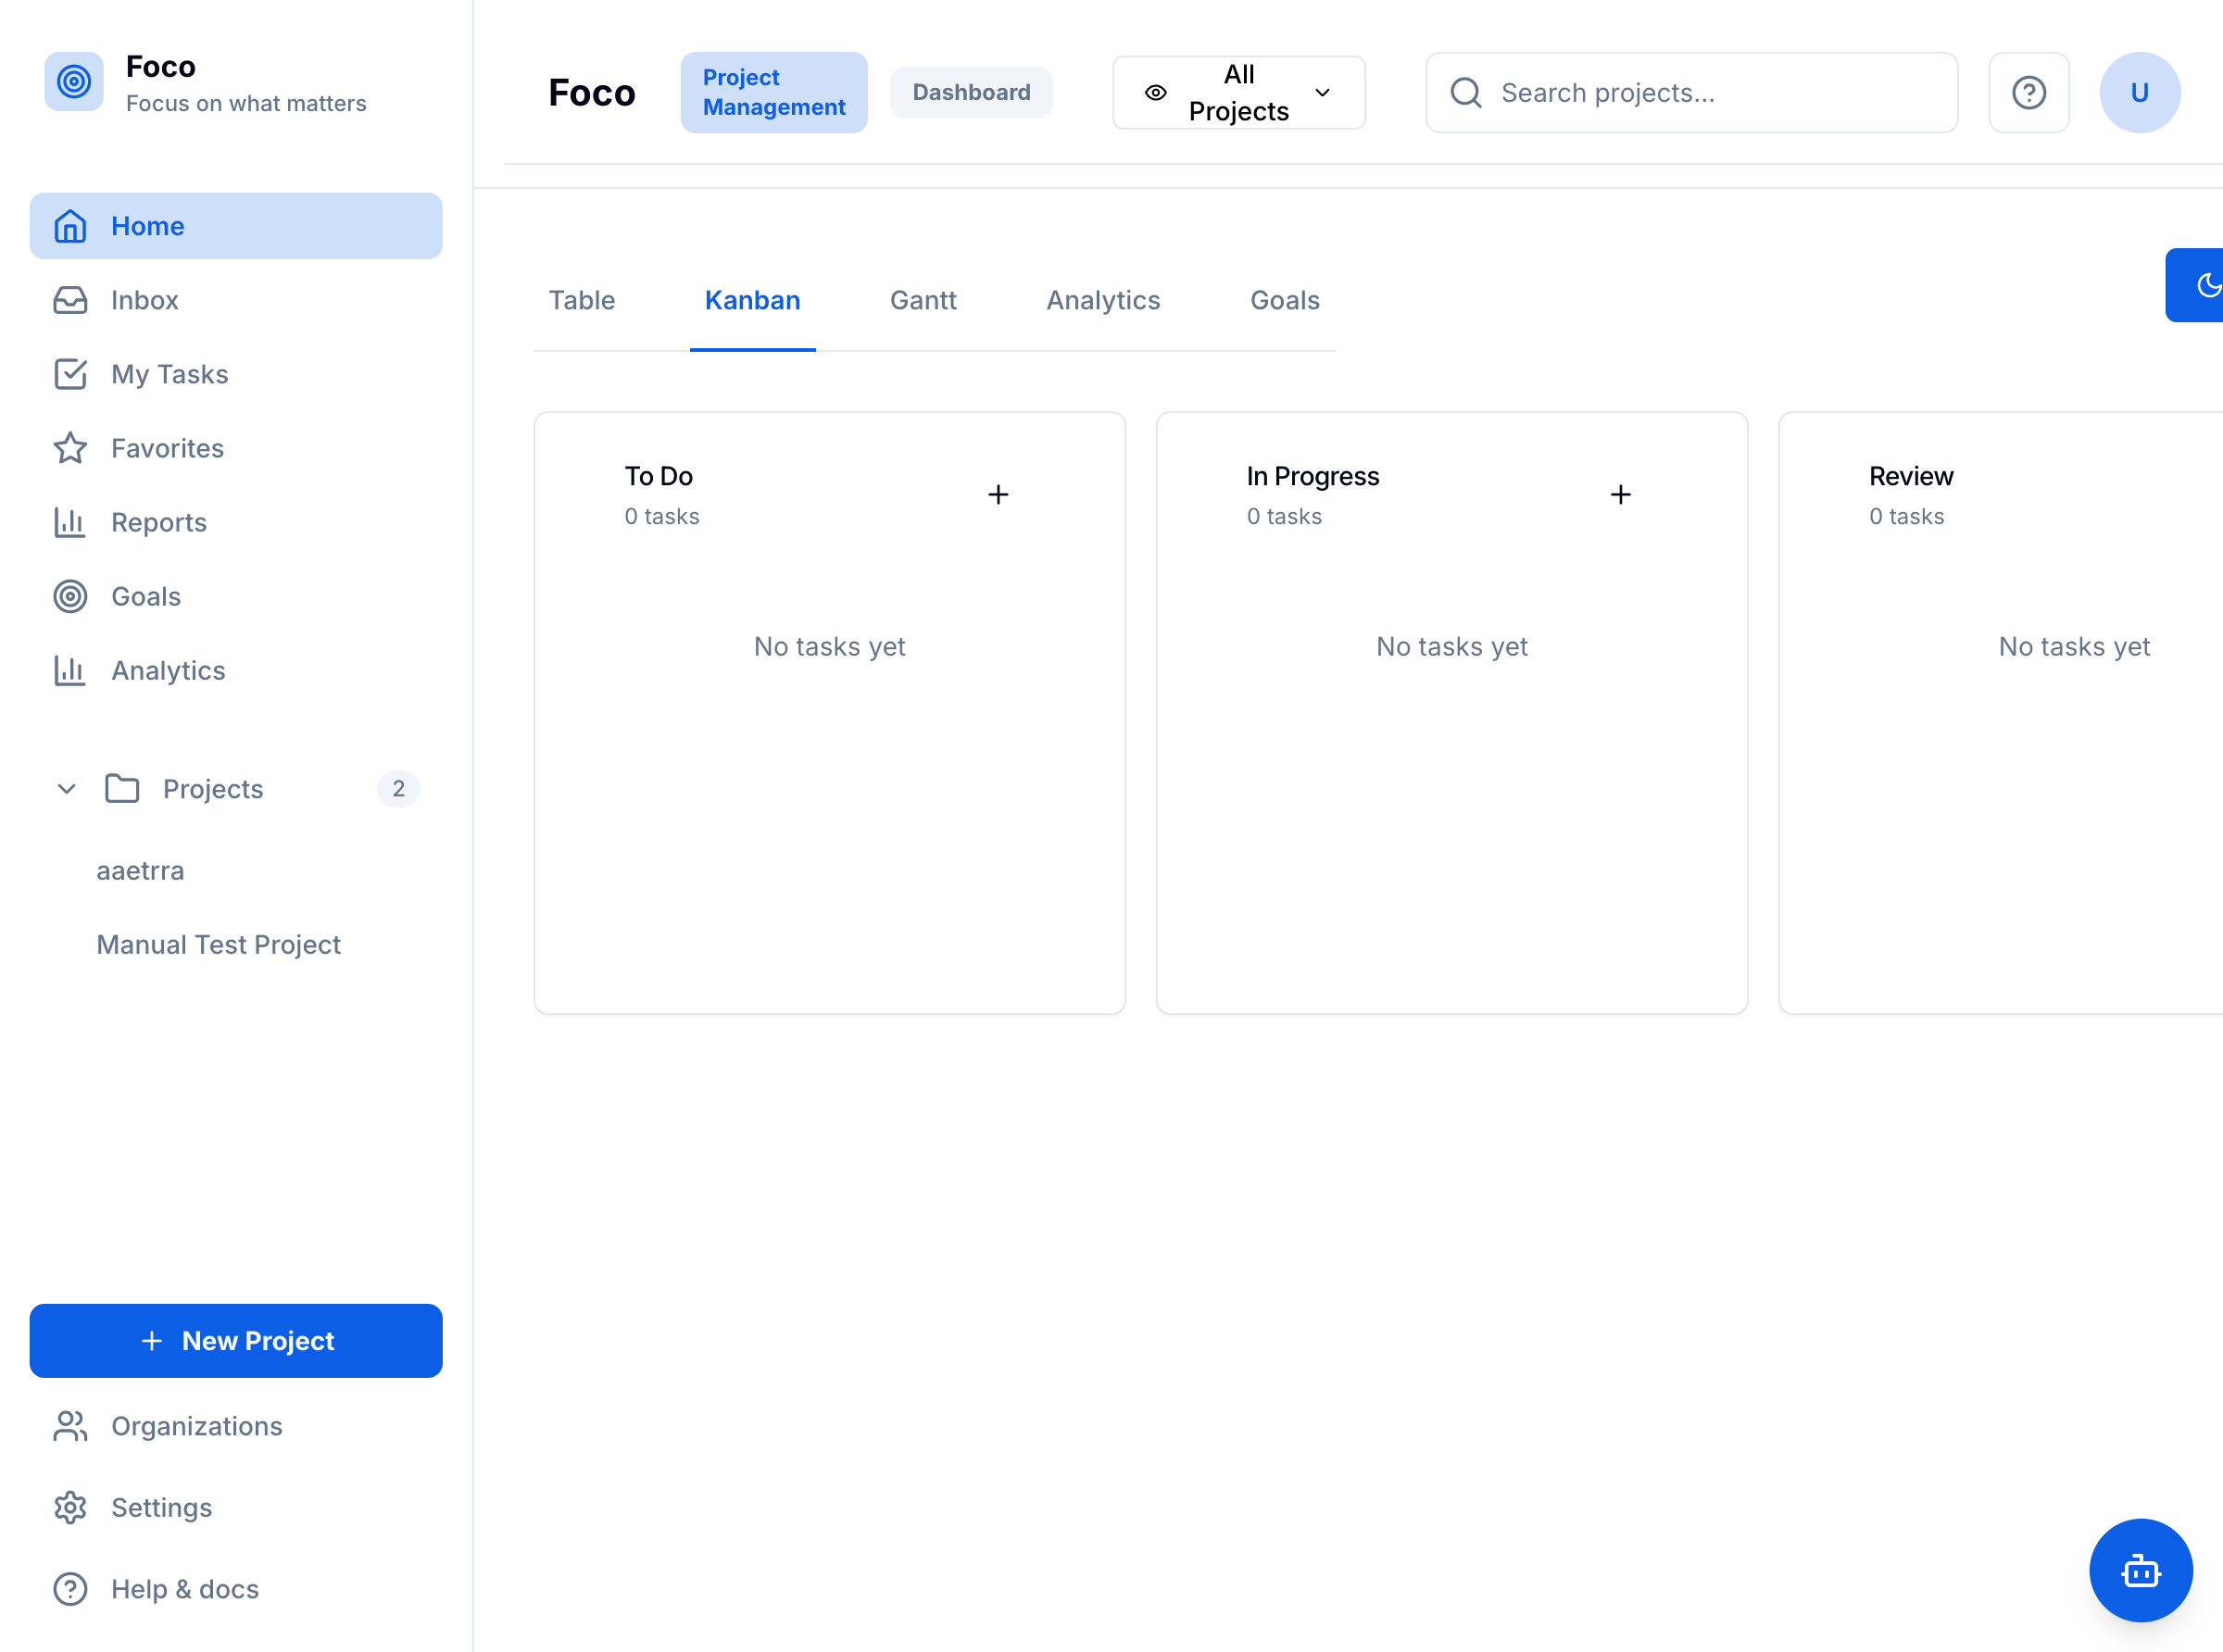 Foco
Focus on what matters
Home
Inbox
My Tasks
Favorites
Reports
Goals
Analytics
Projects 2
aaetrra
Manual Test Project
New Project
Organizations
Settings
Help & docs
Foco
Project
Management
Dashboard
All
Projects
Search projects...
U
Table Kanban Gantt Analytics Goals
To Do
0 tasks
No tasks yet
In Progress
0 tasks
No tasks yet
Review
0 tasks
No tasks yet